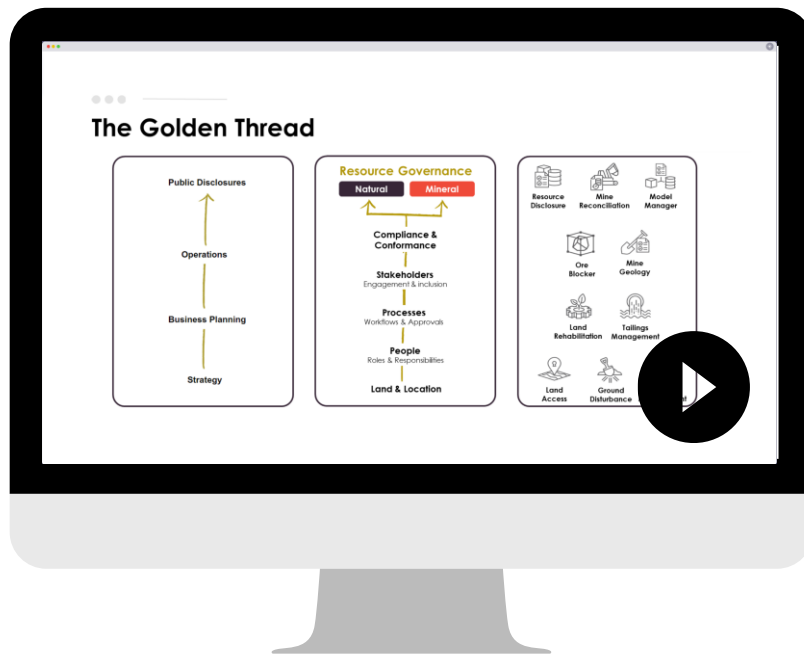 The Golden Thread
Public Disclosures
Operations
Business Planning
Strategy
Resource Governance
Natural
Mineral
Compliance &
Conformance
Stakeholders
Engagement & inclusion
Processes
Workflows & Approvals
People
Roles & Responsibilities
Land & Location
Resource
Disclosure
Mine
Reconciliation
Model
Manager
Ore
Blocker
Mine
Geology
Land
Rehabilitation
Tailings
Management
Land
Access
Ground
Disturbance